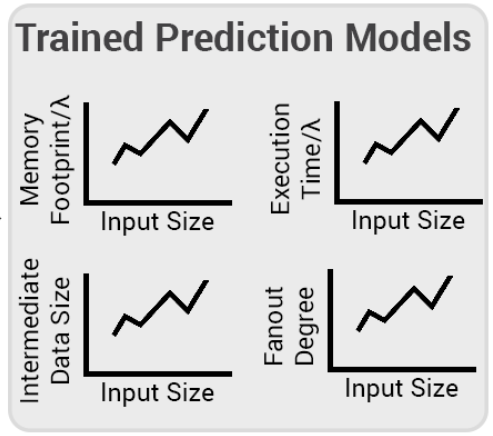 Trained Prediction Models
Memory
Footprint/λ
Input Size
Execution
Time/λ
Input Size
Intermediate
Data Size
Input Size
Fanout
Degree
Input Size